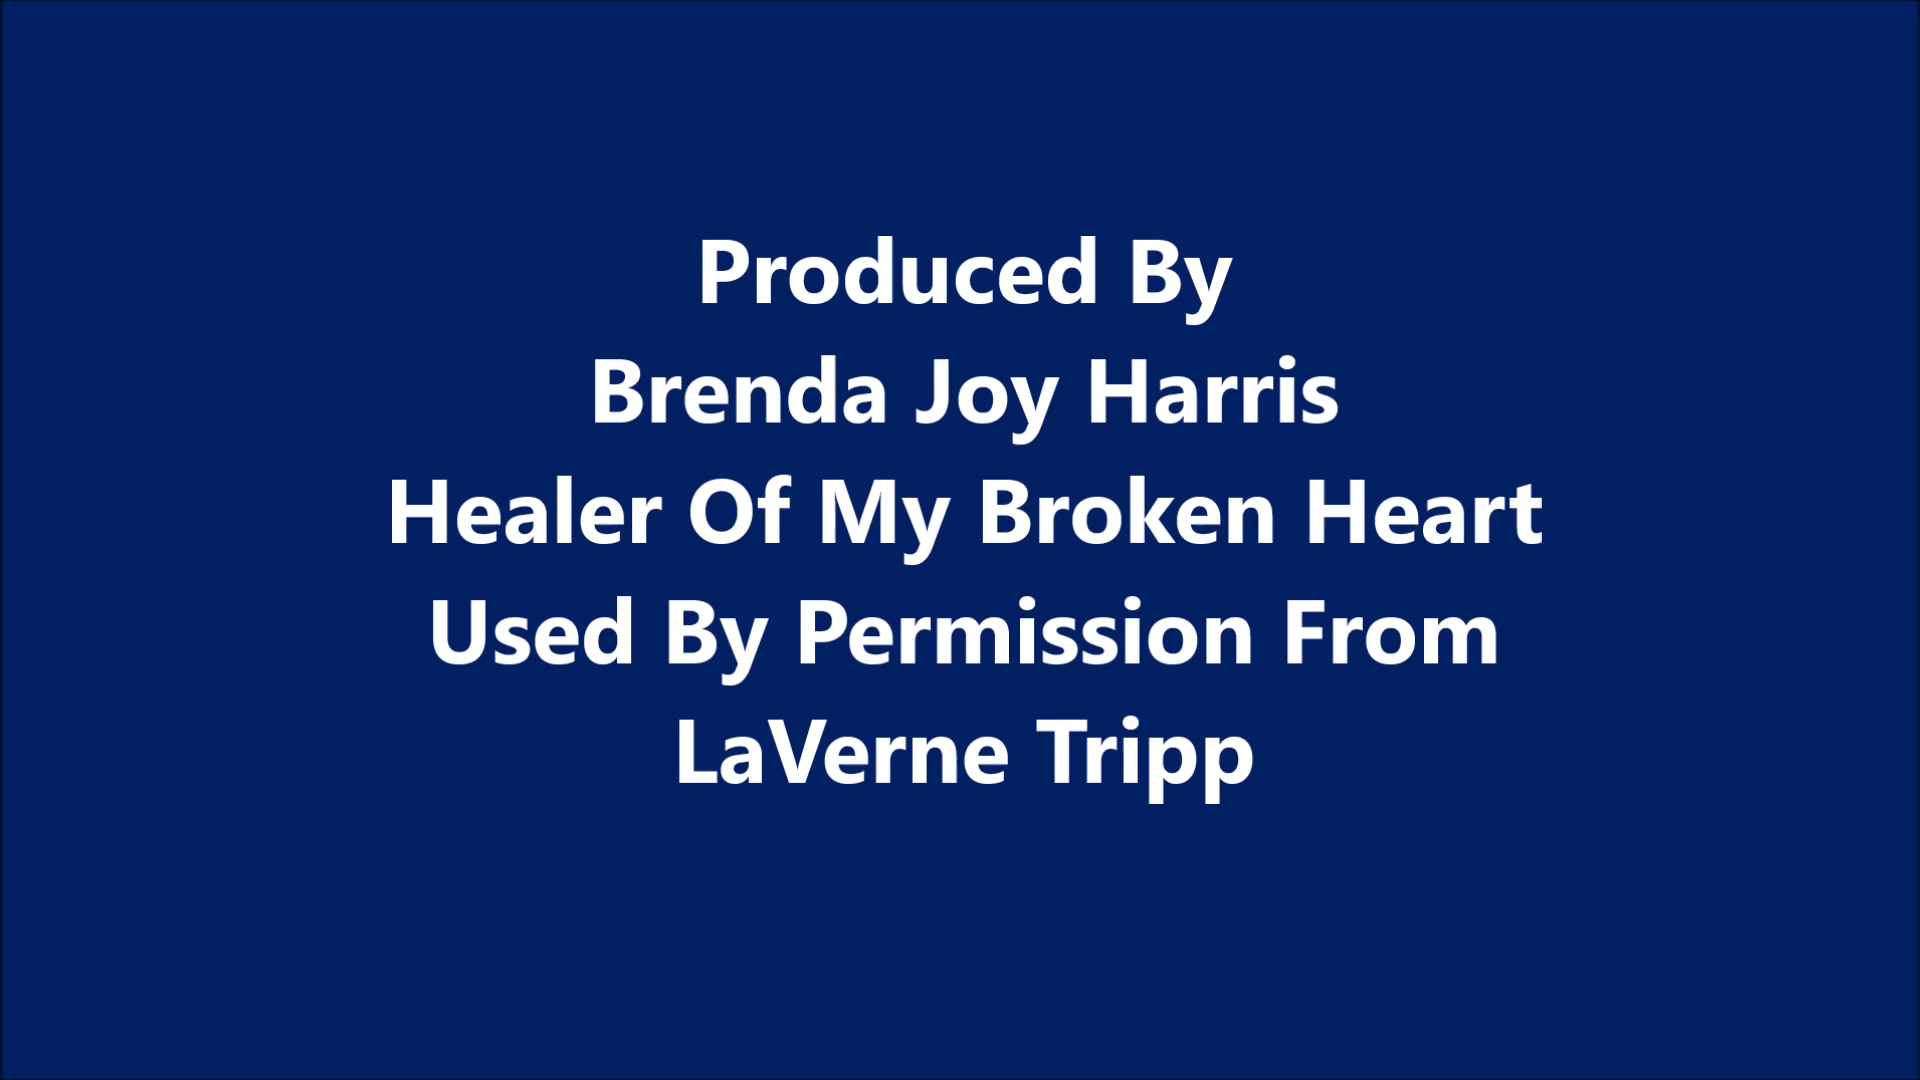 Produced By
Brenda Joy Harris
Healer Of My Broken Heart
Used By Permission From
LaVerne Tripp